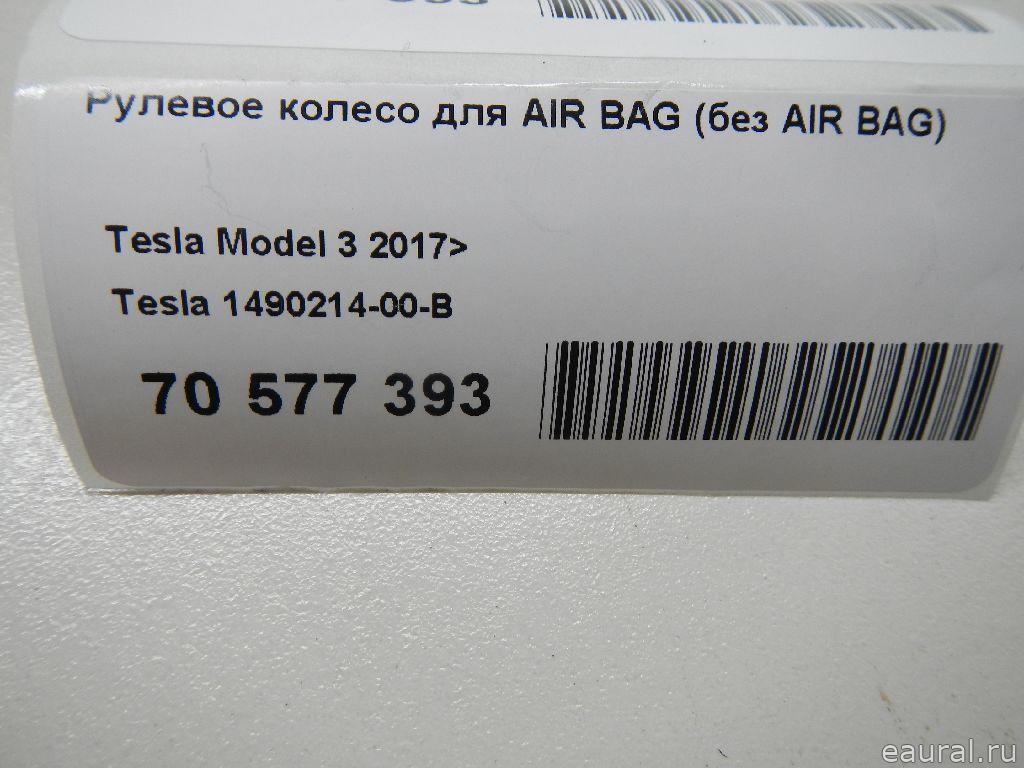 Рулевое колесо для AIR BAG (без AIR BAG)
Tesla Model 3 2017>
Tesla 1490214-00-B
70 577 393
eaural.ru